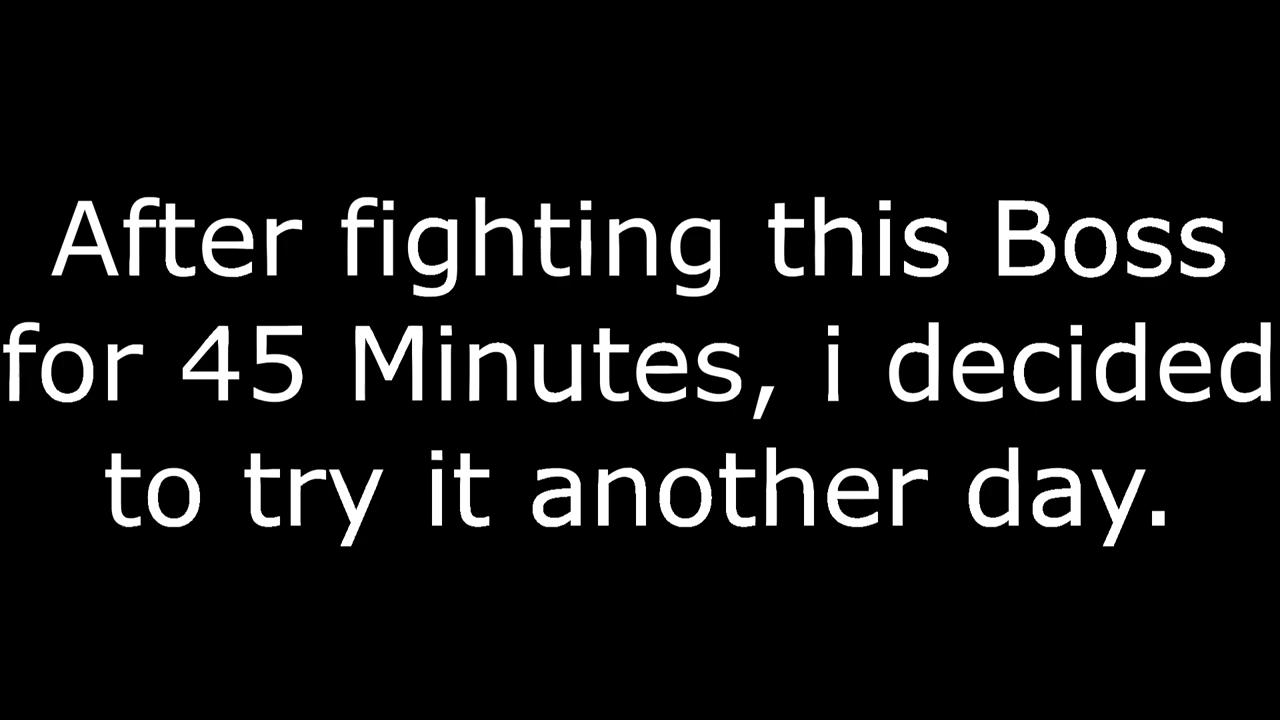 After fighting this Boss
for 45 Minutes, i decided
to try it another day.